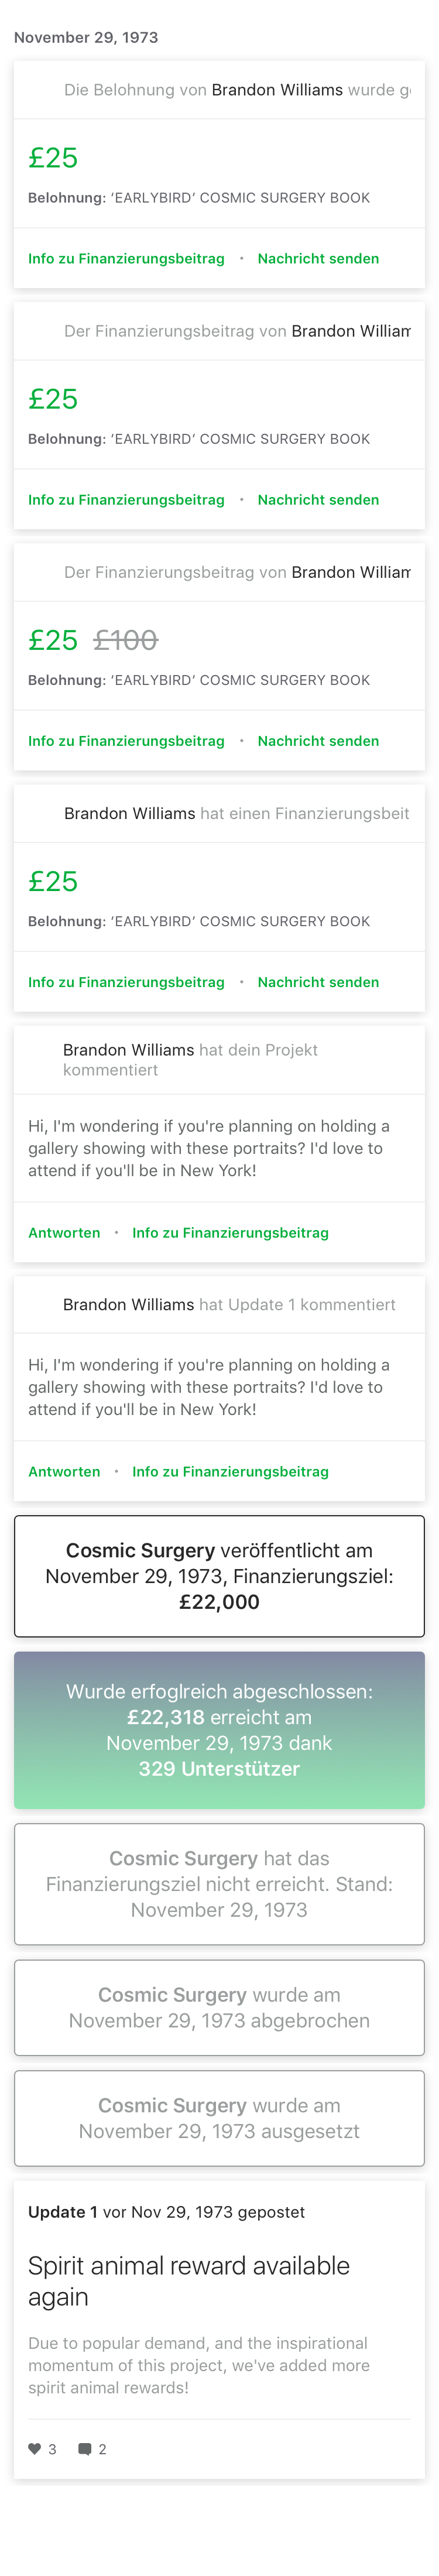 November 29, 1973
Die Belohnung von Brandon Williams wurde
£25
Belohnung: ‘EARLYBIRD’ COSMIC SURGERY BOOK
Info zu Finanzierungsbeitrag • Nachricht senden
Der Finanzierungsbeitrag von Brandon
£25
Belohnung: ‘EARLYBIRD’ COSMIC SURGERY BOOK
Info zu Finanzierungsbeitrag • Nachricht senden
Der Finanzierungsbeitrag von Brandon
£25 £100
Belohnung: ‘EARLYBIRD’ COSMIC SURGERY BOOK
Info zu Finanzierungsbeitrag • Nachricht senden
Brandon Williams hat einen Finanzierungsbeit
£25
Belohnung: ‘EARLYBIRD’ COSMIC SURGERY BOOK
Info zu Finanzierungsbeitrag • Nachricht senden
Brandon Williams hat dein Projekt
kommentiert
Hi, I'm wondering if you're planning on holding a
gallery showing with these portraits? I'd love to
attend if you'll be in New York!
Antworten • Info zu Finanzierungsbeitrag
Brandon Williams hat Update 1 kommentiert
Hi, I'm wondering if you're planning on holding a
gallery showing with these portraits? I'd love to
attend if you'll be in New York!
Antworten • Info zu Finanzierungsbeitrag
Cosmic Surgery veröffentlicht am
November 29, 1973, Finanzierungsziel:
£22,000
Wurde erfoglreich abgeschlossen:
£22,318 erreicht am
November 29, 1973 dank
329 Unterstützer
Cosmic Surgery hat das
Finanzierungsziel nicht erreicht. Stand:
November 29, 1973
Cosmic Surgery wurde am
November 29, 1973 abgebrochen
Cosmic Surgery wurde am
November 29, 1973 ausgesetzt
Update 1 vor Nov 29, 1973 gepostet
Spirit animal reward available
again
Due to popular demand, and the inspirational
momentum of this project, we've added more
spirit animal rewards!
3 2